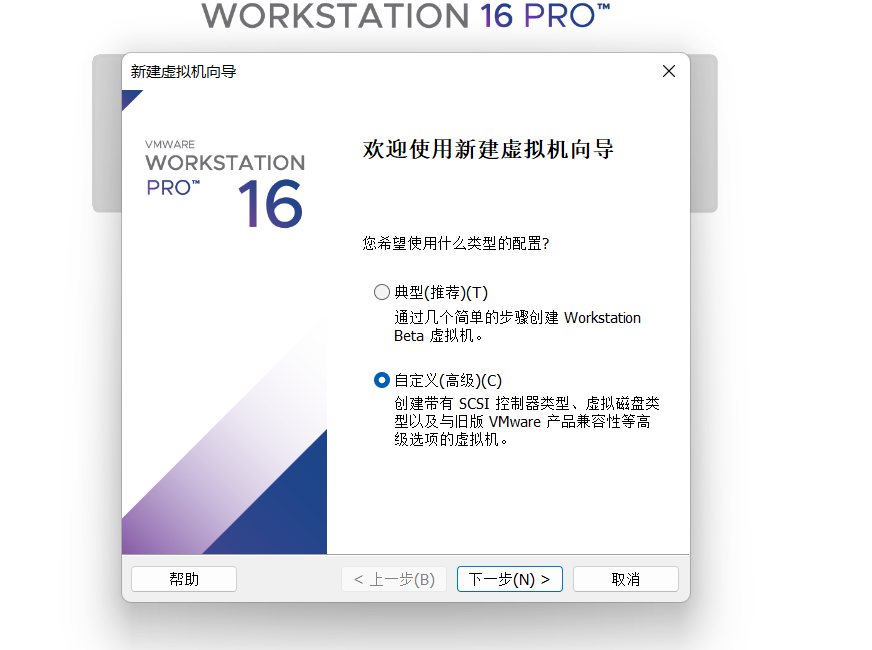 WORKSTATION 16 PRO™
新建虚拟机向导
VMWARE
WORKSTATION
PRO™ 16
欢迎使用新建虚拟机向导
您希望使用什么类型的配置?
典型(推荐)(T)
通过几个简单的步骤创建 Workstation
Beta 虚拟机。
自定义(高级)(C)
创建带有 SCSI 控制器类型、虚拟磁盘类
型以及与旧版 VMware 产品兼容性等高
级选项的虚拟机。
帮助
< 上一步(B)
下一步(N) >
取消